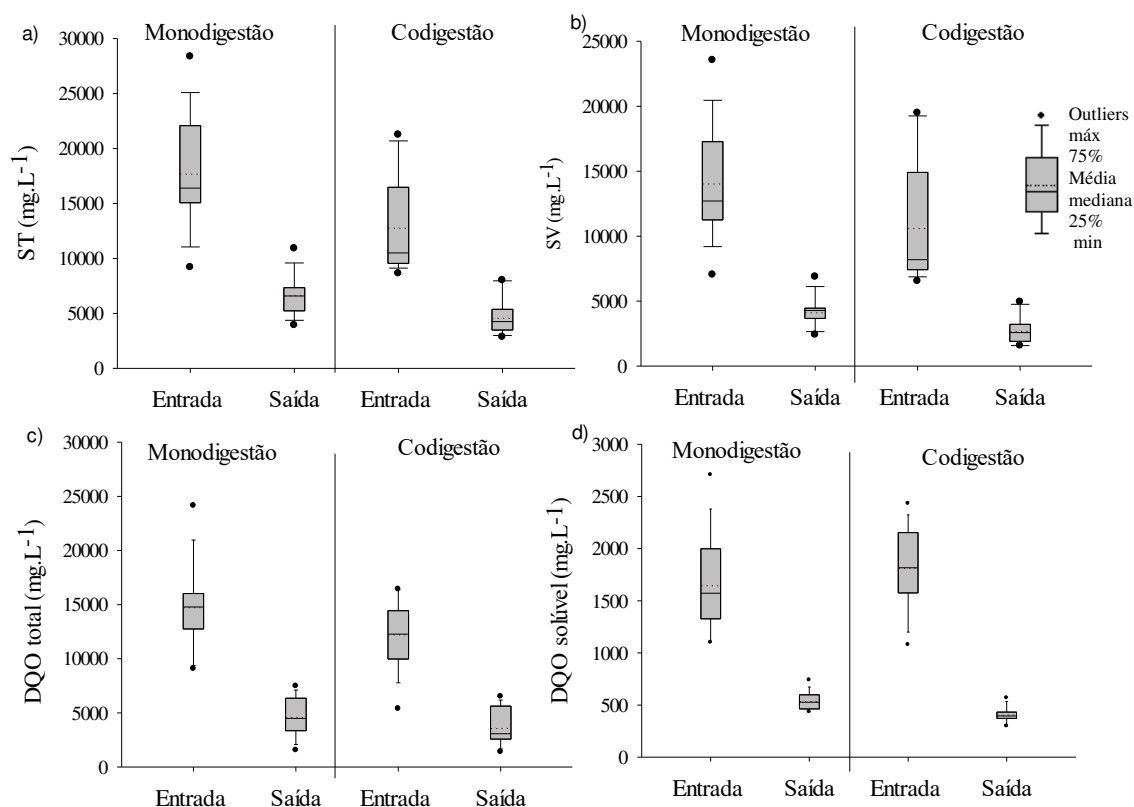 a)
Monodigestão
Codigestão
ST (mg.L-1)
30000
25000
20000
15000
10000
5000
0
Entrada
Saída
Entrada
Saída
b)
Monodigestão
Codigestão
SV (mg.L-1)
25000
20000
15000
10000
5000
0
Entrada
Saída
Entrada
Saída
Outliers
máx
75%
Média
mediana
25%
min
c)
Monodigestão
Codigestão
DQO total (mg.L-1)
30000
25000
20000
15000
10000
5000
0
Entrada
Saída
Entrada
Saída
d)
Monodigestão
Codigestão
DQO solúvel (mg.L-1)
3000
2500
2000
1500
1000
500
0
Entrada
Saída
Entrada
Saída